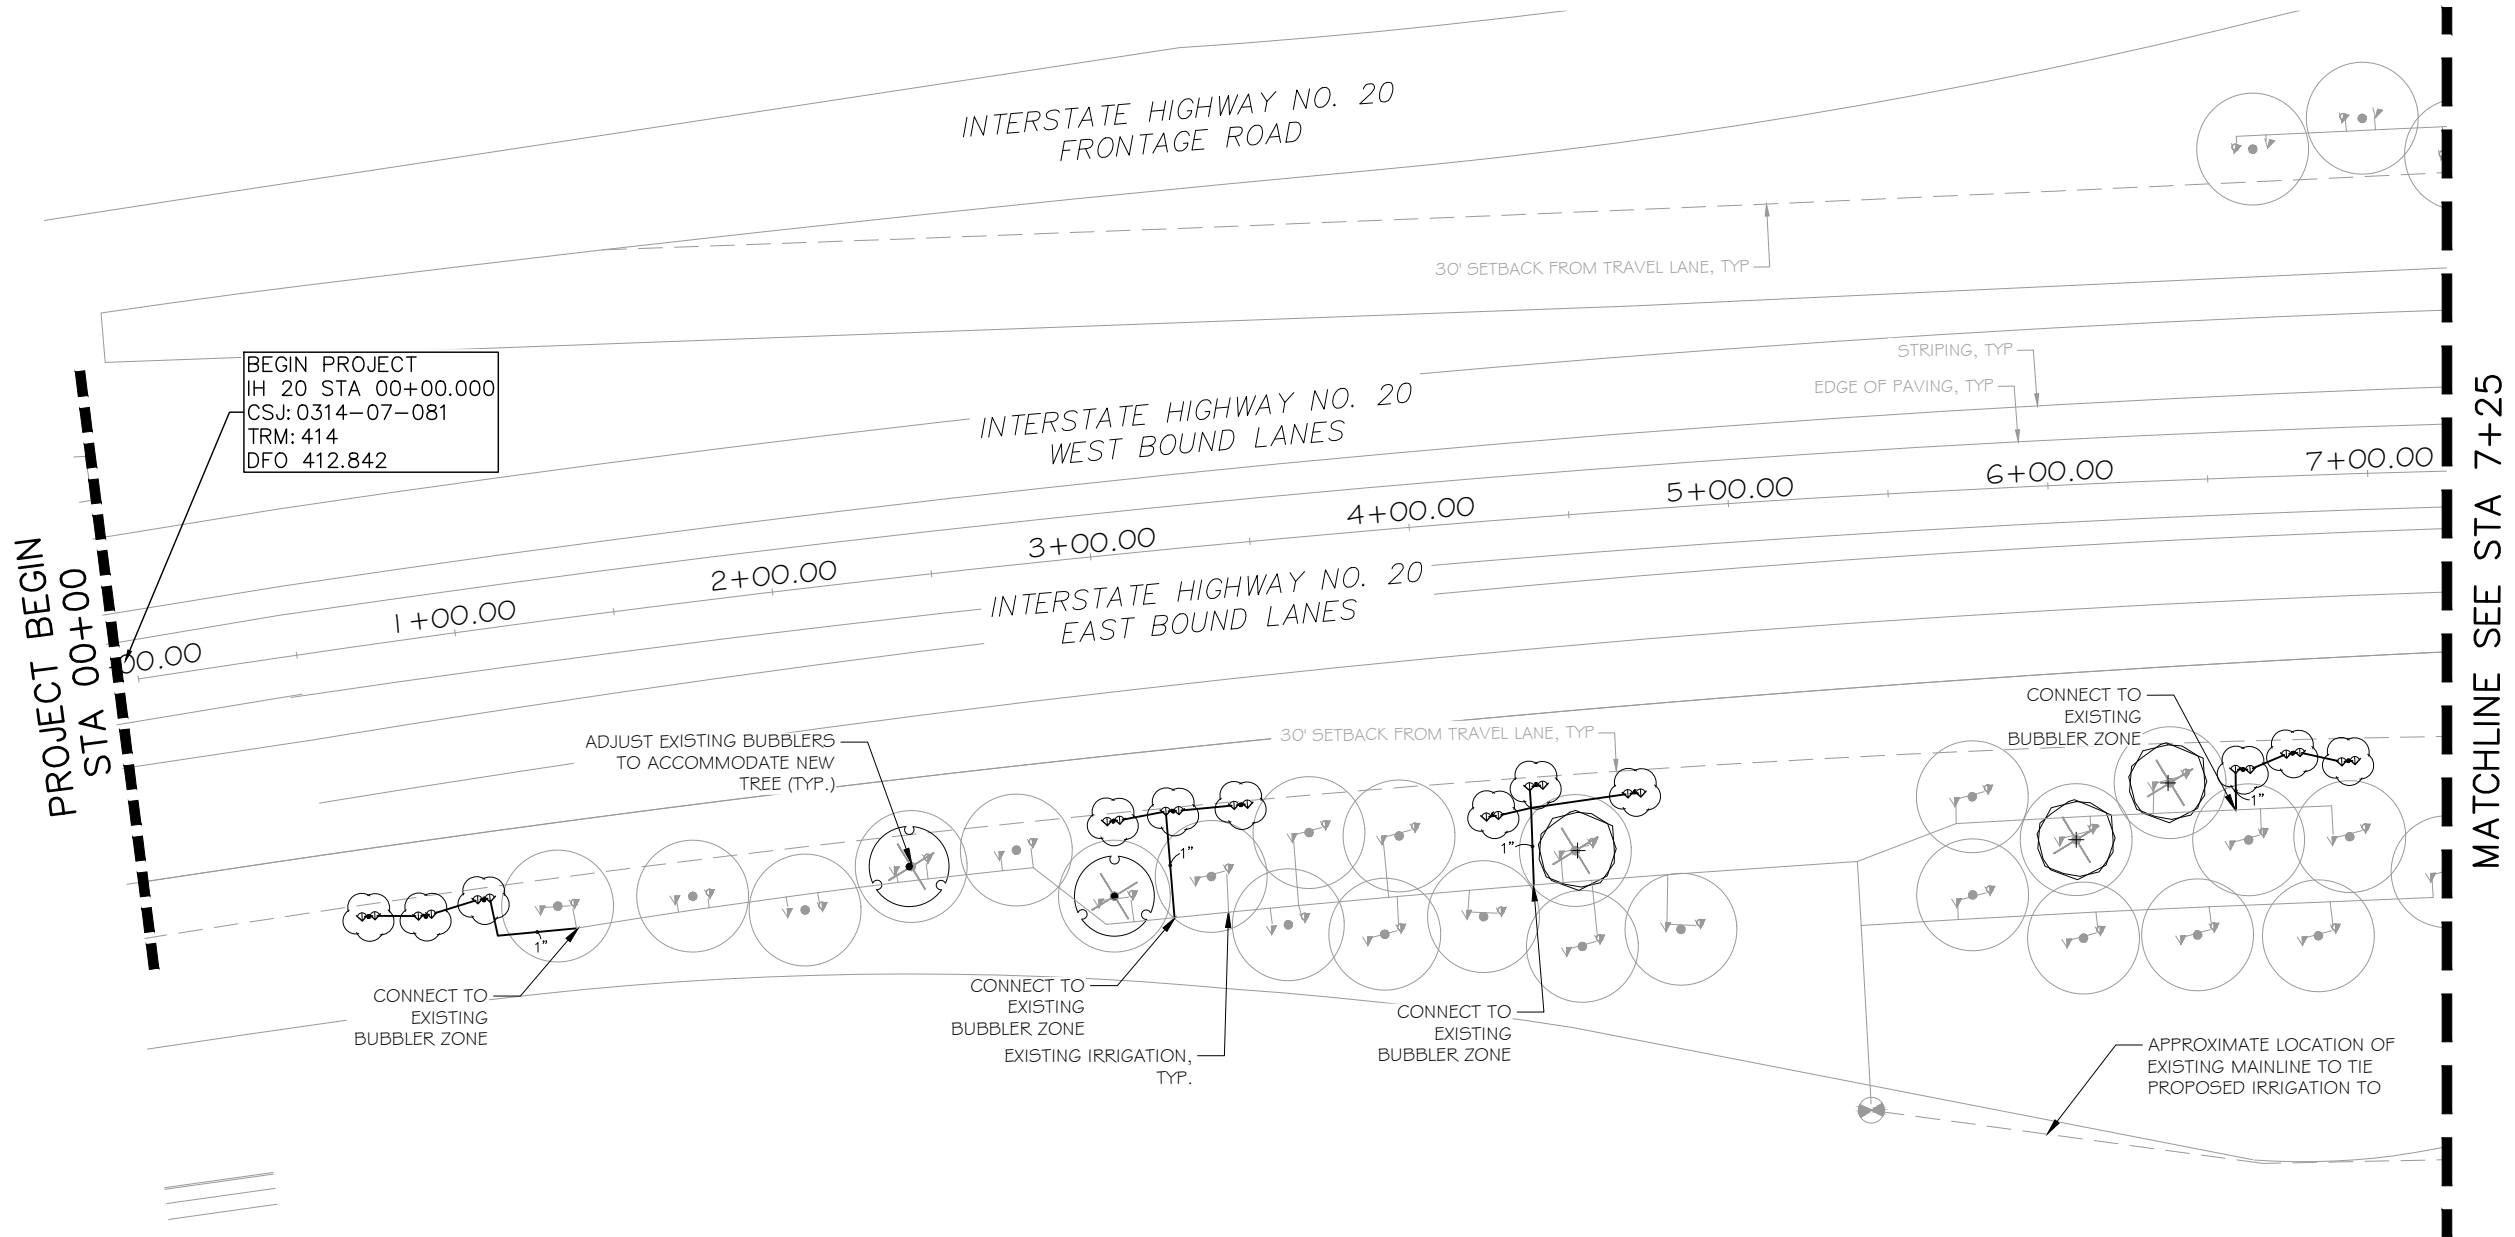 INTERSTATE HIGHWAY NO. 20
FRONTAGE ROAD
30' SETBACK FROM TRAVEL LANE, TYP
BEGIN PROJECT
IH 20 STA 00+00.000
CSJ: 0314-07-081
TRM: 414
DFO 412.842
STRIPING, TYP
EDGE OF PAVING, TYP
INTERSTATE HIGHWAY NO. 20
WEST BOUND LANES
00.00
1+00.00
2+00.00
3+00.00
4+00.00
5+00.00
6+00.00
7+00.00
INTERSTATE HIGHWAY NO. 20
EAST BOUND LANES
PROJECT BEGIN
STA 00+00
MATCHLINE SEE STA 7+25
ADJUST EXISTING BUBBLERS
TO ACCOMMODATE NEW
TREE (TYP.)
30' SETBACK FROM TRAVEL LANE, TYP
CONNECT TO
EXISTING
BUBBLER ZONE
1"
1"
1"
1"
CONNECT TO
EXISTING
BUBBLER ZONE
CONNECT TO
EXISTING
BUBBLER ZONE
EXISTING IRRIGATION,
TYP.
CONNECT TO
EXISTING
BUBBLER ZONE
APPROXIMATE LOCATION OF
EXISTING MAINLINE TO TIE
PROPOSED IRRIGATION TO